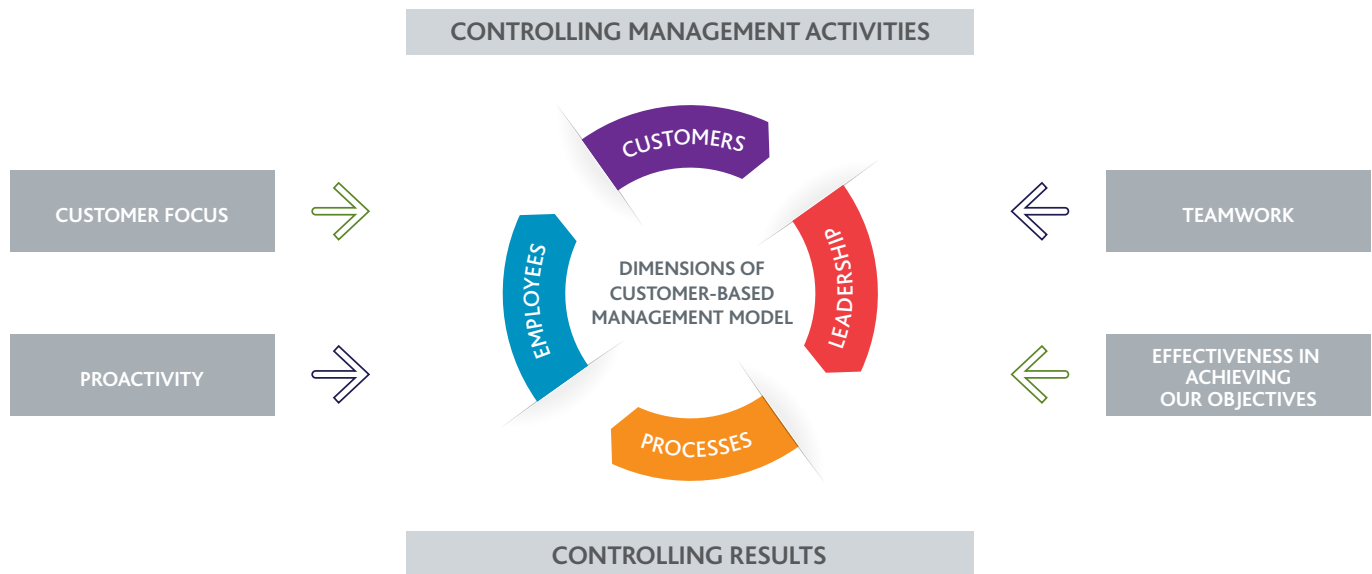 CONTROLLING MANAGEMENT ACTIVITIES
CUSTOMERS
CUSTOMER FOCUS
TEAMWORK
EMPLOYEES
DIMENSIONS OF
CUSTOMER-BASED
MANAGEMENT MODEL
LEADERSHIP
PROACTIVITY
EFFECTIVENESS IN
ACHIEVING
OUR OBJECTIVES
PROCESSES
CONTROLLING RESULTS